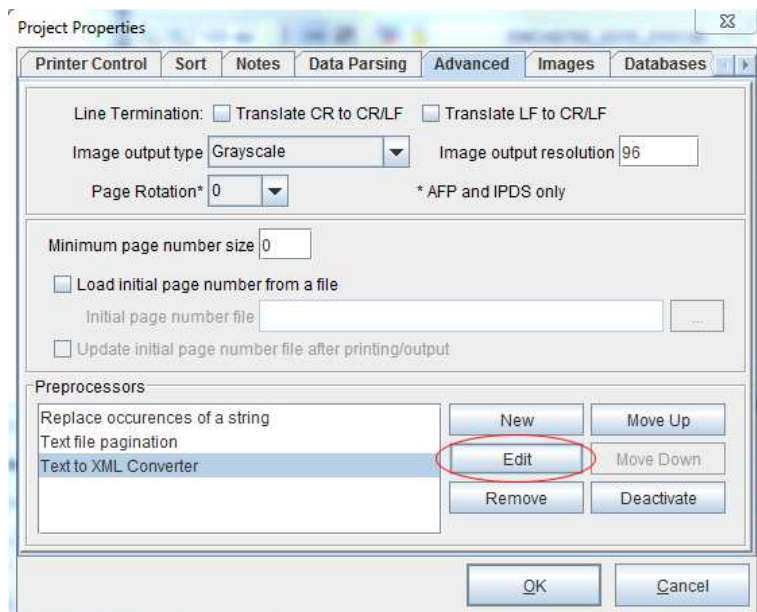 Project Properties
Printer Control Sort Notes Data Parsing Advanced Images Databases
Line Termination: Translate CR to CR/LF Translate LF to CR/LF
Image output type Grayscale Image output resolution 96
Page Rotation* 0 * AFP and IPDS only
Minimum page number size 0
Load initial page number from a file
Initial page number file ...
Update initial page number file after printing/output
Preprocessors
Replace occurences of a string New Move Up
Text file pagination
Text to XML Converter Edit Move Down
Remove Deactivate
OK Cancel